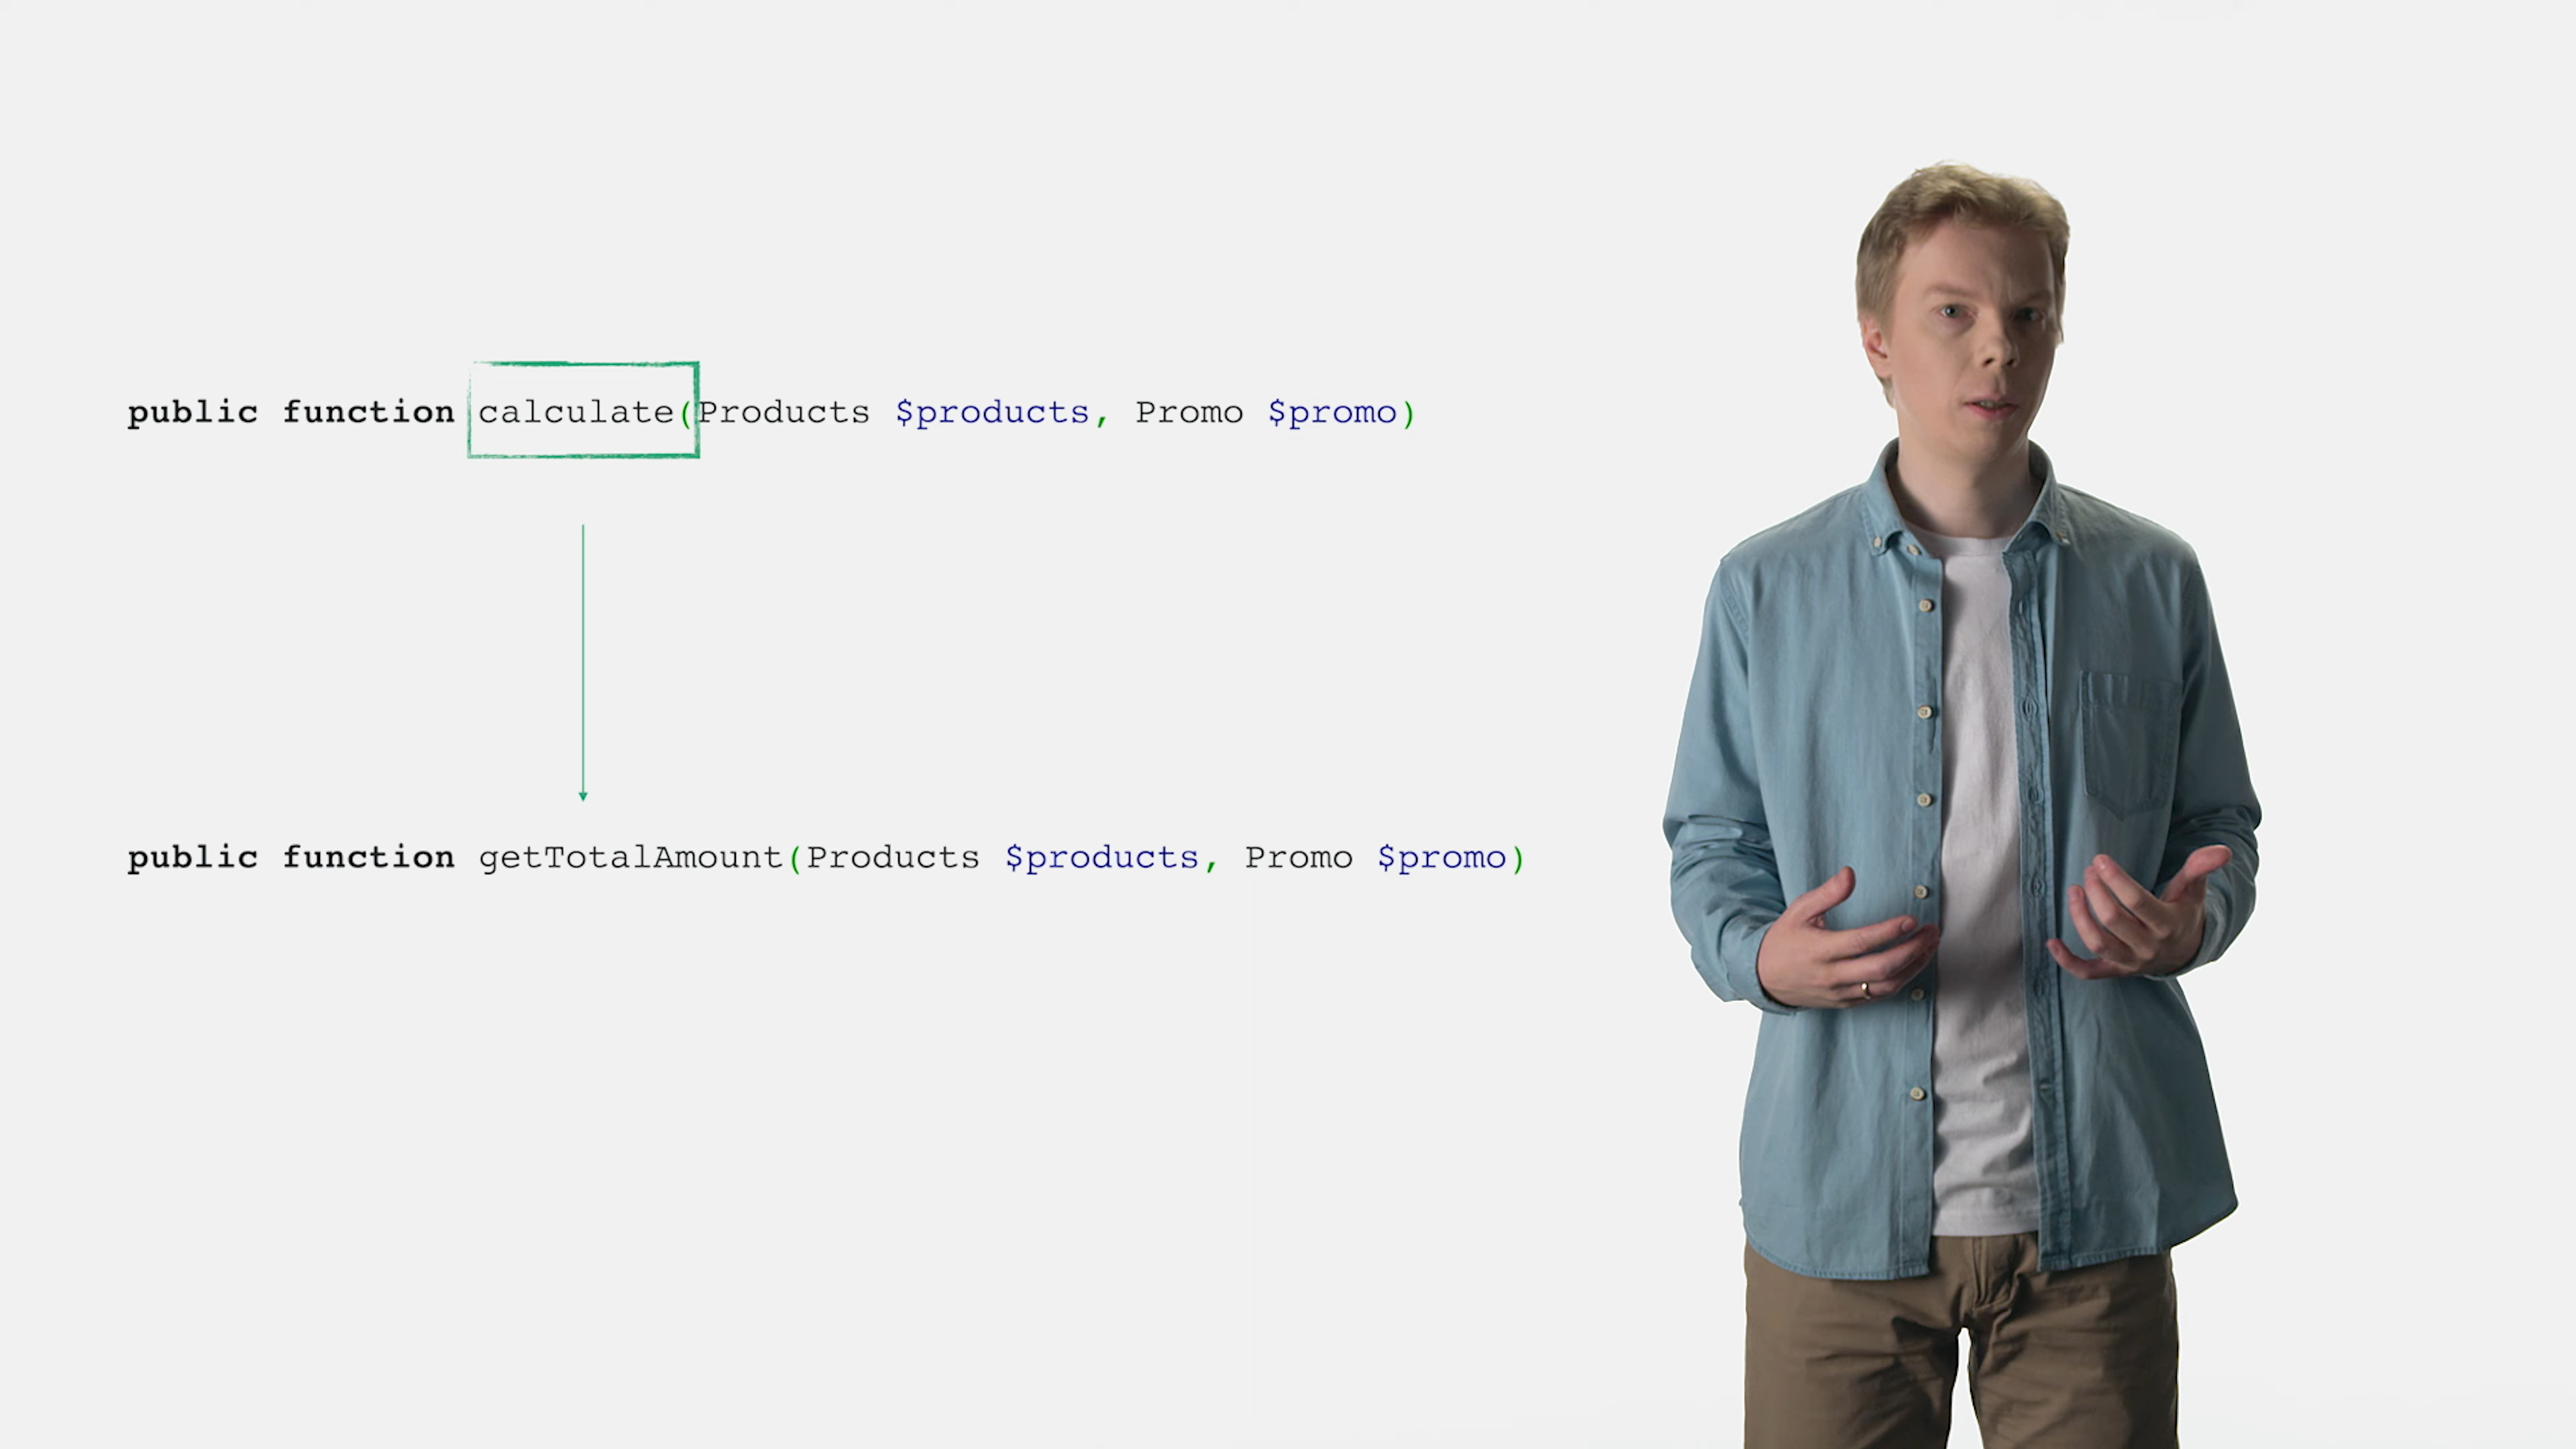 public function calculate(Products $products, Promo $promo)
public function getTotalAmount(Products $products, Promo $promo)